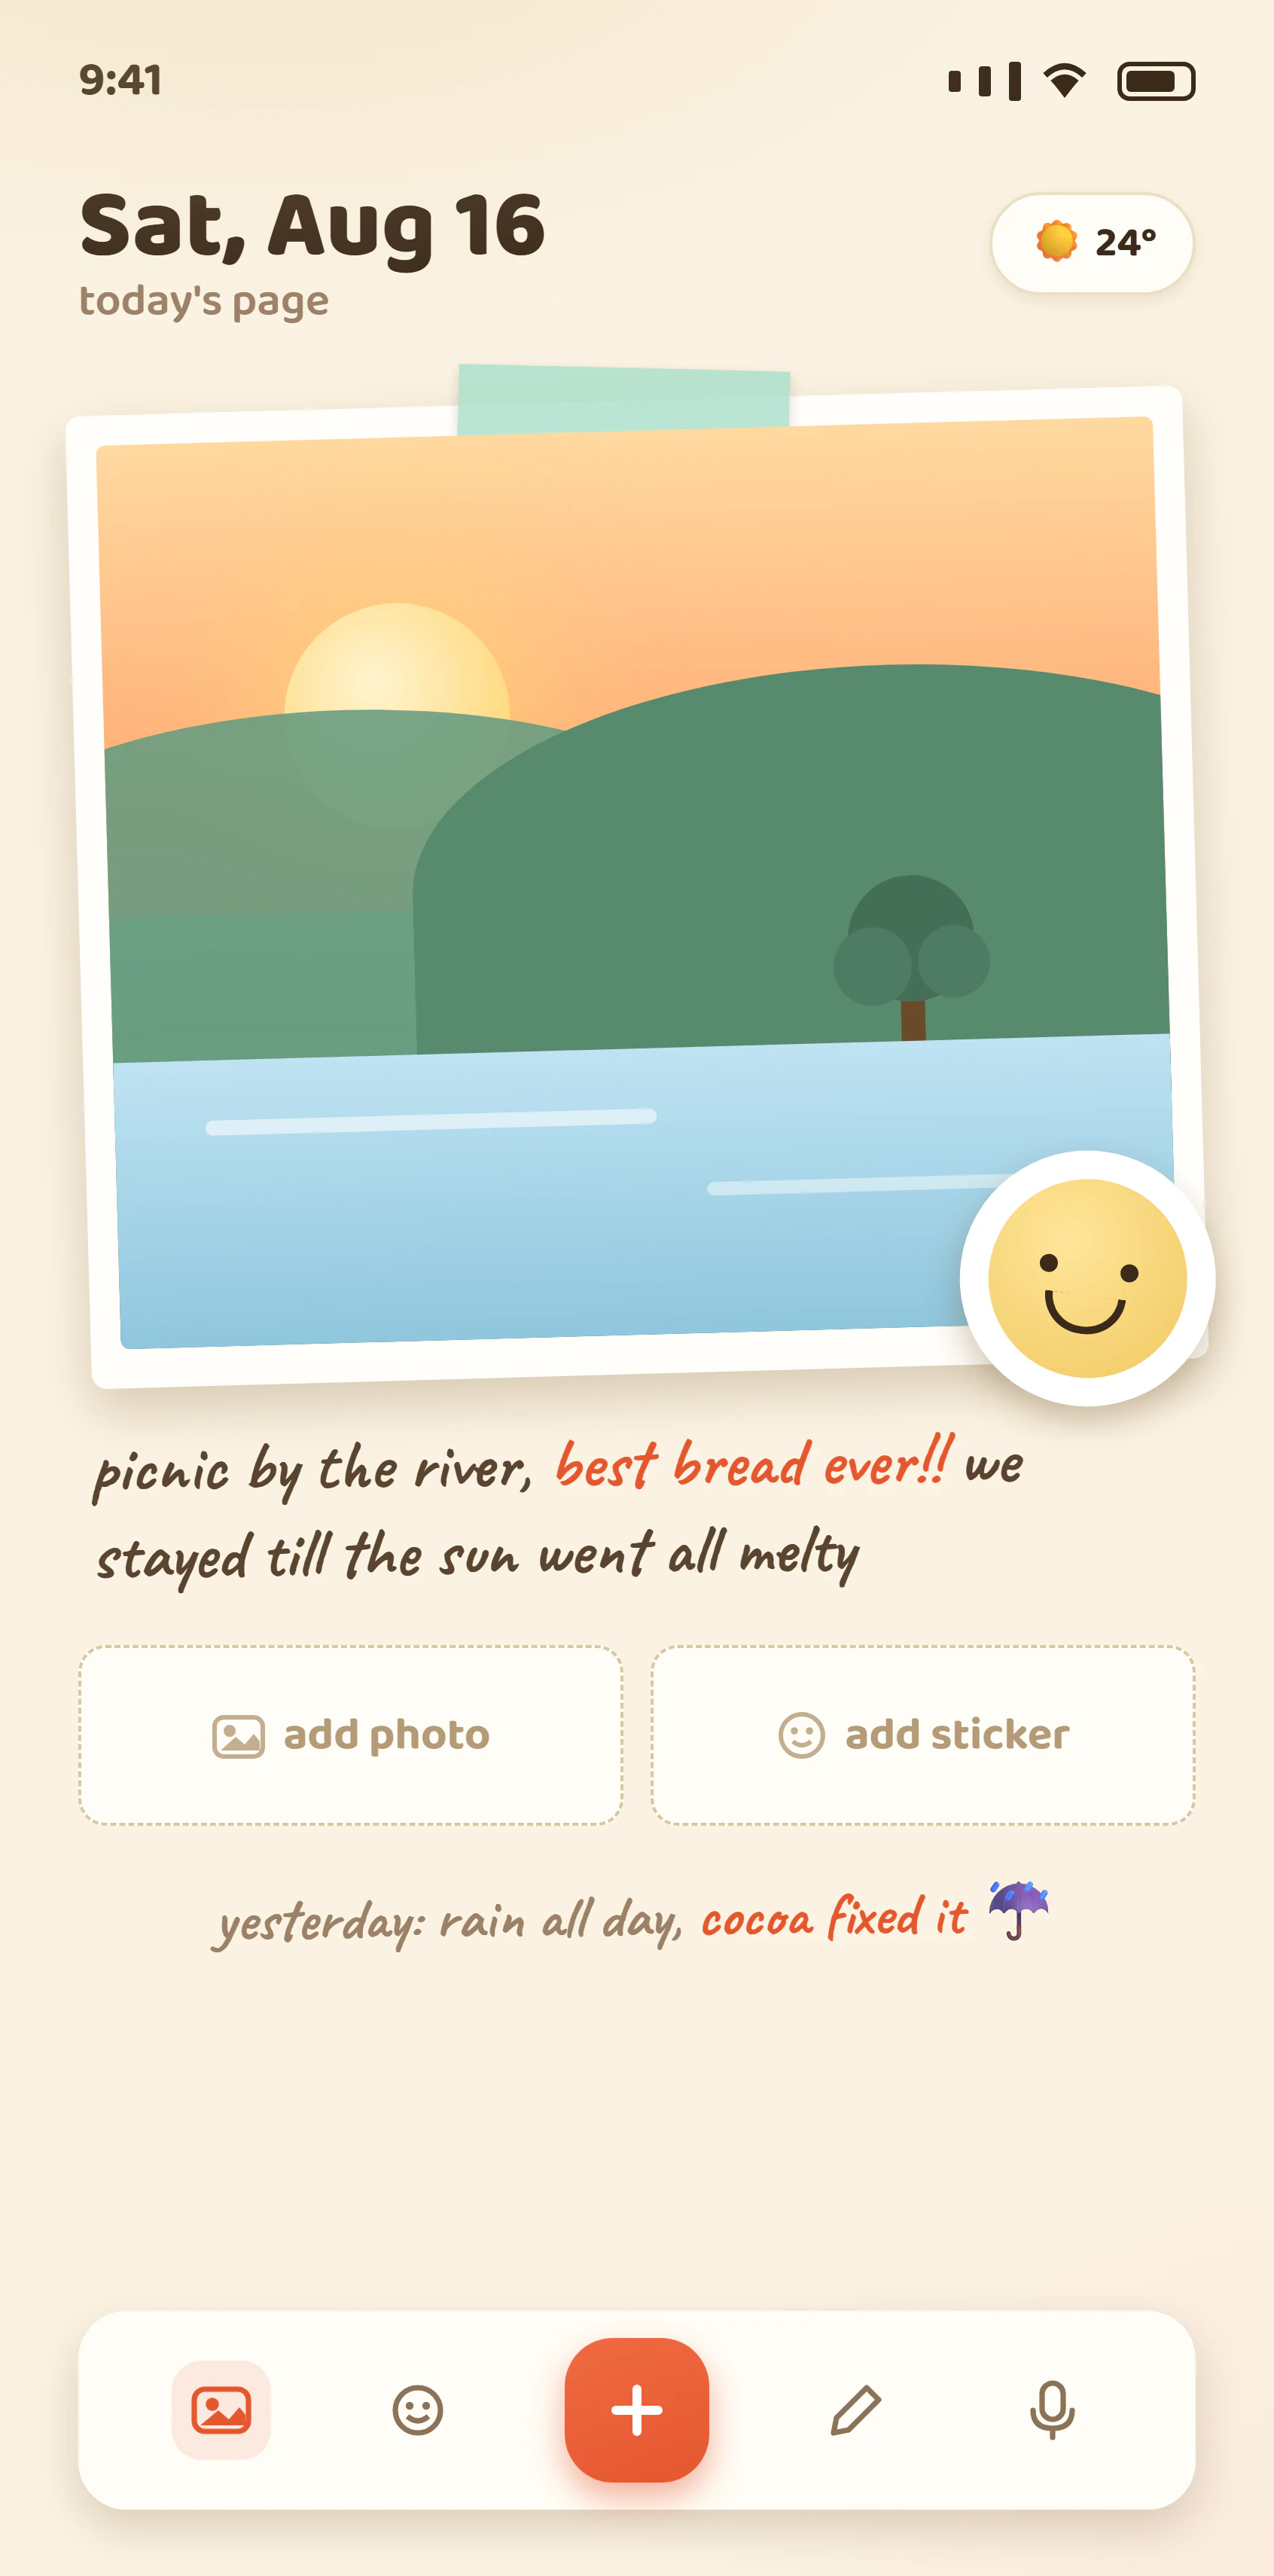 9:41
Sat, Aug 16
today's page
24°
picnic by the river, best bread ever!! we
stayed till the sun went all melty
add photo
add sticker
yesterday: rain all day, cocoa fixed it ☔